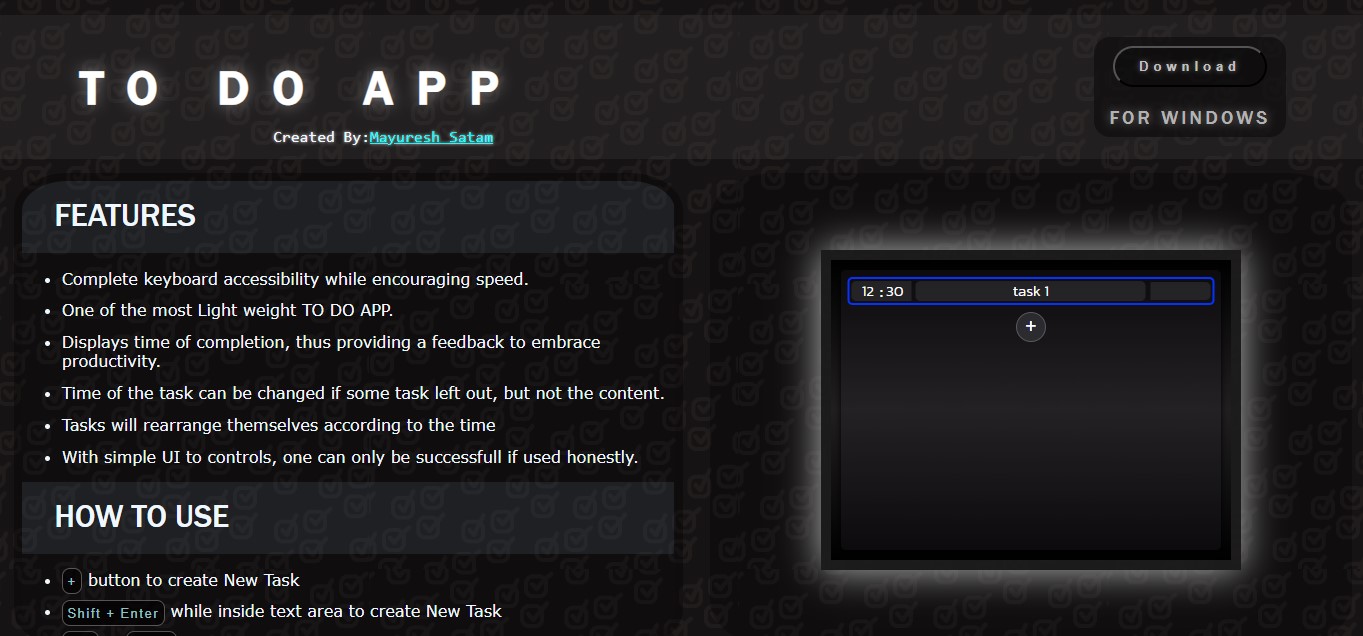 TO DO APP
Created By:Mayuresh Satam
Download
FOR WINDOWS
FEATURES
Complete keyboard accessibility while encouraging speed.
One of the most Light weight TO DO APP.
Displays time of completion, thus providing a feedback to embrace
productivity.
Time of the task can be changed if some task left out, but not the content.
Tasks will rearrange themselves according to the time
With simple UI to controls, one can only be successfull if used honestly.
HOW TO USE
+ button to create New Task
Shift + Enter while inside text area to create New Task
12 : 30 task 1
+